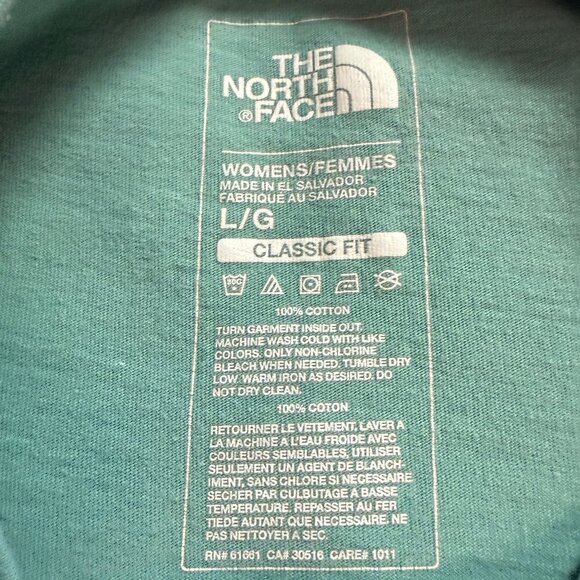 THE
NORTH
®FACE
WOMENS/FEMMES
MADE IN EL SALVADOR
FABRIQUÉ AU SALVADOR
L/G
CLASSIC FIT
30C
100% COTTON
TURN GARMENT INSIDE OUT.
MACHINE WASH COLD WITH LIKE
COLORS. ONLY NON-CHLORINE
BLEACH WHEN NEEDED. TUMBLE DRY
LOW. WARM IRON AS DESIRED. DO
NOT DRY CLEAN.
100% COTON
RETOURNER LE VETEMENT. LAVER A
LA MACHINE A L'EAU FROIDE AVEC
COULEURS SEMBLABLES, UTILISER
SEULEMENT UN AGENT DE BLANCHI-
MENT, SANS CHLORE SI NECESSAIRE.
SECHER PAR CULBUTAGE A BASSE
TEMPERATURE. REPASSER AU FER
TIEDE AUTANT QUE NECESSAIRE. NE
PAS NETTOYER A SEC.
RN# 61661 CA# 30516 CARE# 1011